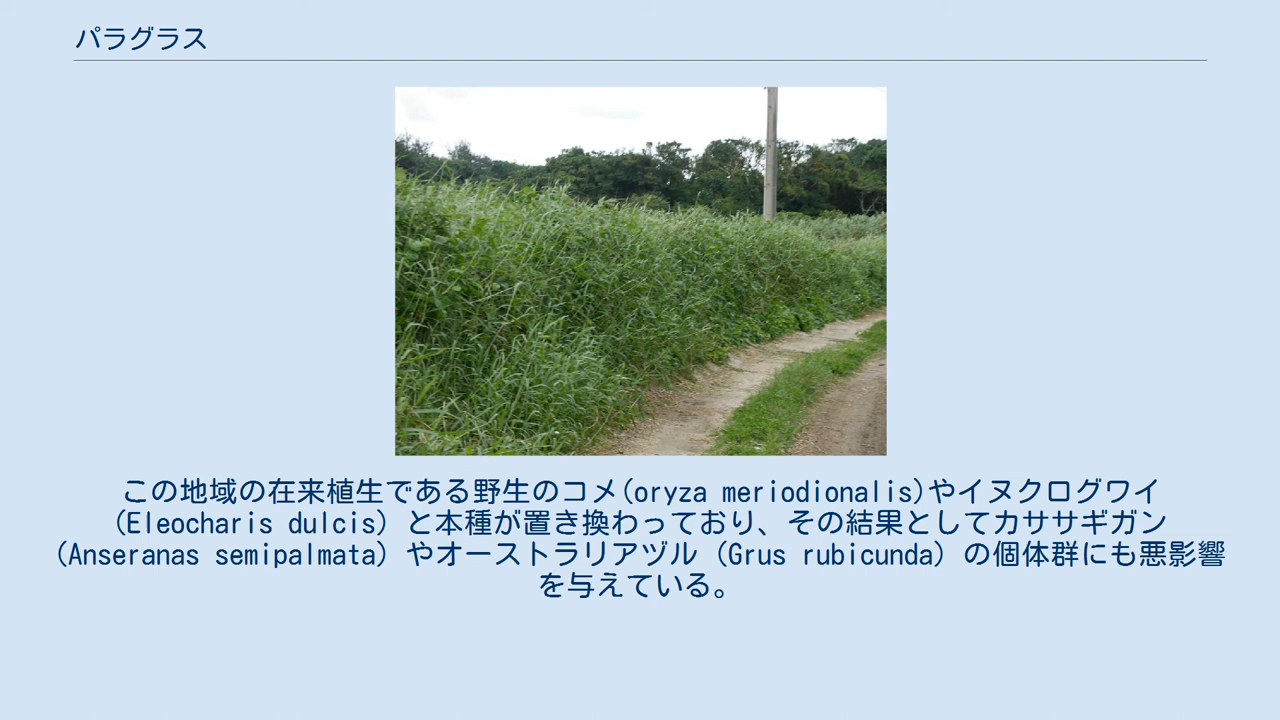 パラグラス
この地域の在来植生である野生のコメ(oryza meriodionalis)やイヌクログワイ
（Eleocharis dulcis）と本種が置き換わっており、その結果としてカササギガン
（Anseranas semipalmata）やオーストラリアヅル（Grus rubicunda）の個体群にも悪影響
を与えている。